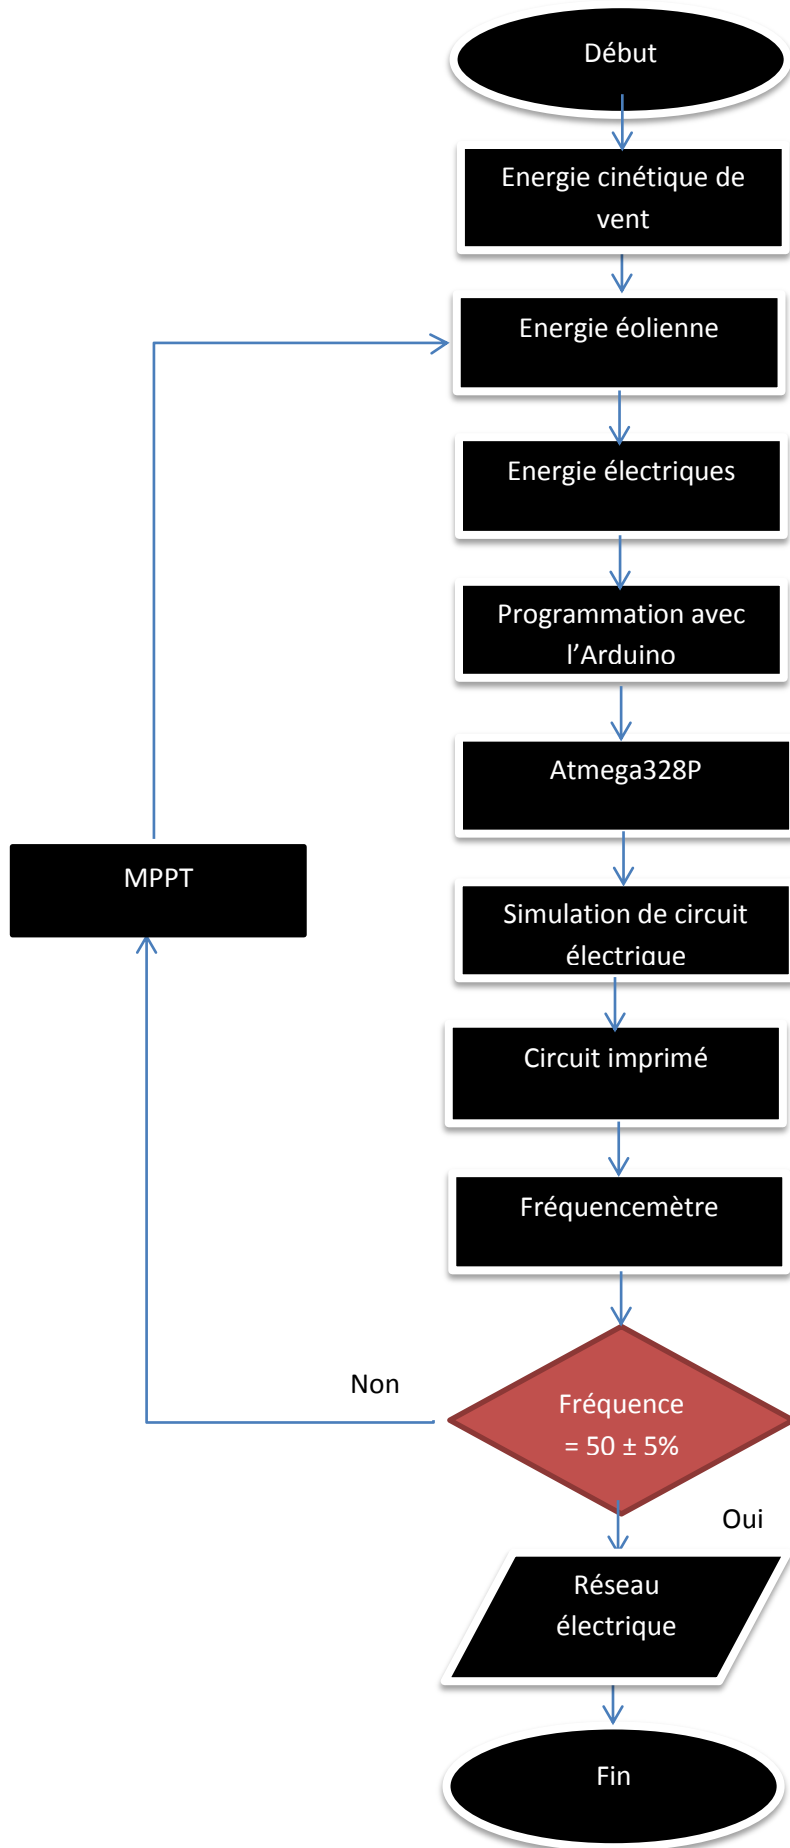 Début
Energie cinétique de
vent
Energie éolienne
Energie électriques
Programmation avec
l’Arduino
Atmega328P
MPPT
Simulation de circuit
électrique
Circuit imprimé
Fréquencemètre
Non
Fréquence
= 50 ± 5%
Oui
Réseau
électrique
Fin